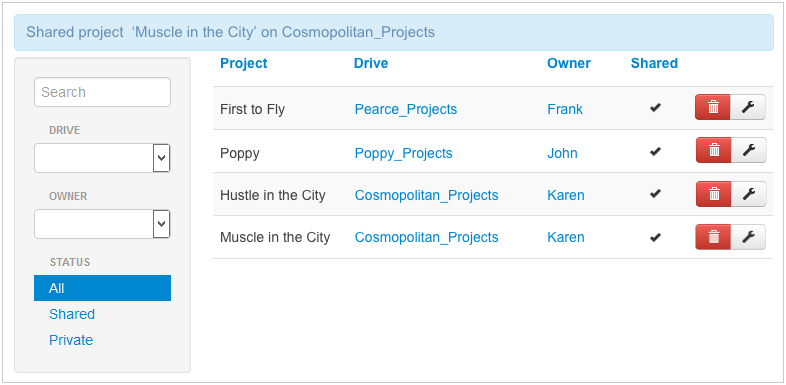 Shared project ‘Muscle in the City’ on Cosmopolitan_Projects
Search
DRIVE
OWNER
STATUS
All
Shared
Private
Project Drive Owner Shared
First to Fly Pearce_Projects Frank
Poppy Poppy_Projects John
Hustle in the City Cosmopolitan_Projects Karen
Muscle in the City Cosmopolitan_Projects Karen